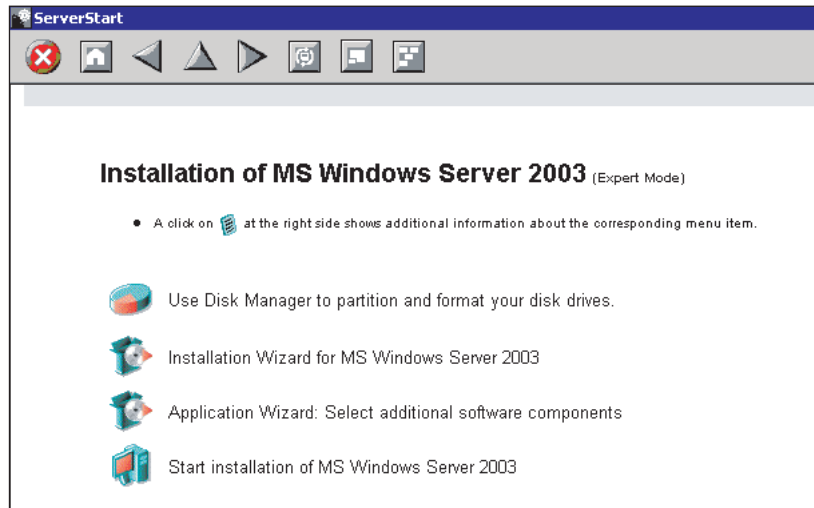 ServerStart
Installation of MS Windows Server 2003 (Expert Mode)
• A click on at the right side shows additional information about the corresponding menu item.
Use Disk Manager to partition and format your disk drives.
Installation Wizard for MS Windows Server 2003
Application Wizard: Select additional software components
Start installation of MS Windows Server 2003